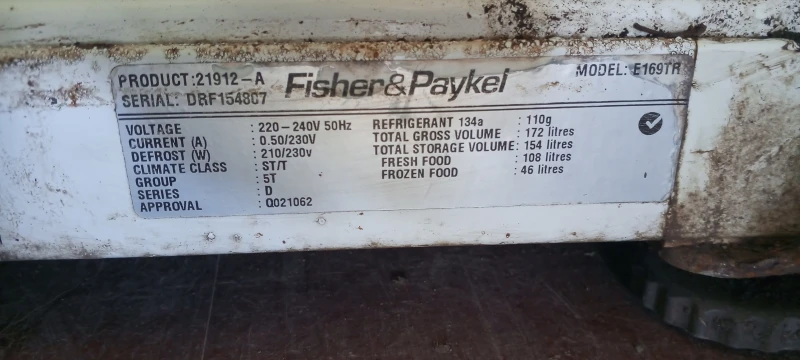 PRODUCT:21912-A Fisher&Paykel MODEL: E169TR
SERIAL: DRF154807
VOLTAGE : 220-240V 50Hz
CURRENT (A) : 0.50/230V
DEFROST (W) : 210/230v
CLIMATE CLASS : ST/T
GROUP : 5T
SERIES : D
APPROVAL : Q021062
REFRIGERANT 134a : 110g
TOTAL GROSS VOLUME : 172 litres
TOTAL STORAGE VOLUME : 154 litres
FRESH FOOD : 108 litres
FROZEN FOOD : 46 litres